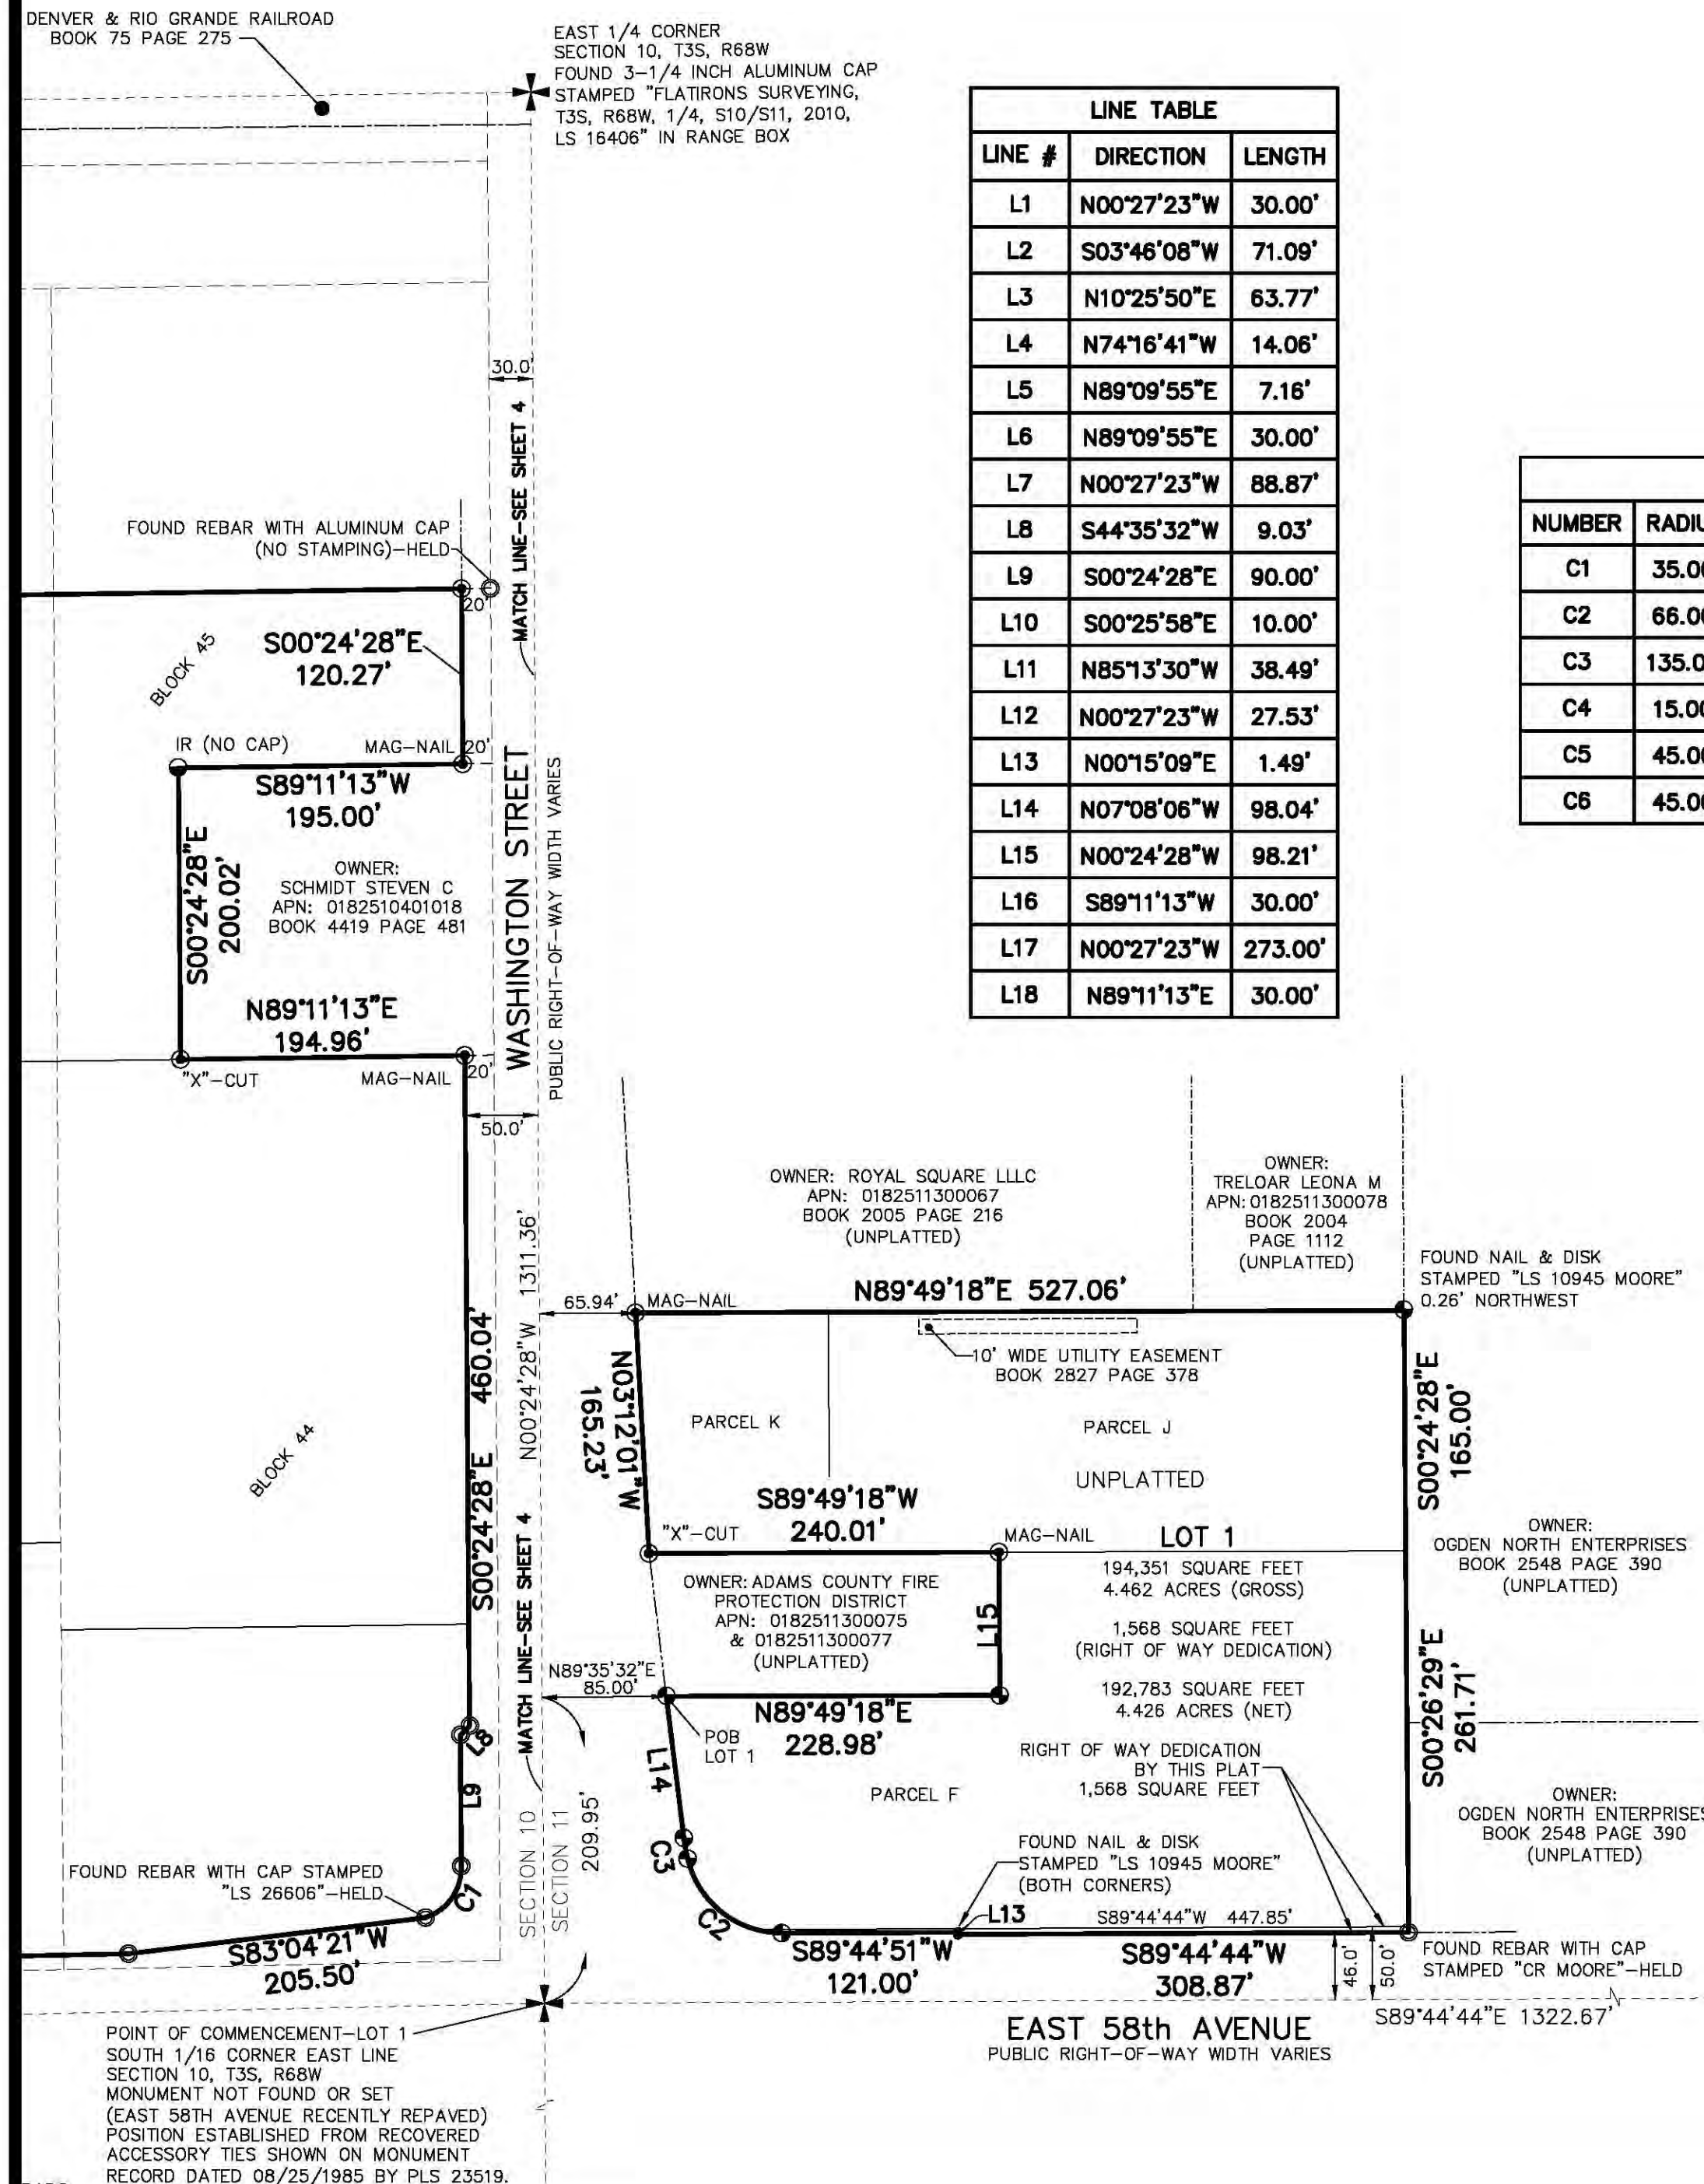 DENVER & RIO GRANDE RAILROAD
BOOK 75 PAGE 275
EAST 1/4 CORNER
SECTION 10, T3S, R68W
FOUND 3-1/4 INCH ALUMINUM CAP
STAMPED "FLATIRONS SURVEYING,
T3S, R68W, 1/4, S10/S11, 2010,
LS 16406" IN RANGE BOX
LINE TABLE
LINE # DIRECTION LENGTH
L1 N00°27'23"W 30.00'
L2 S03°46'08"W 71.09'
L3 N10°25'50"E 63.77'
L4 N74°16'41"W 14.06'
L5 N89°09'55"E 7.16'
L6 N89°09'55"E 30.00'
L7 N00°27'23"W 88.87'
L8 S44°35'32"W 9.03'
L9 S00°24'28"E 90.00'
L10 S00°25'58"E 10.00'
L11 N85°13'30"W 38.49'
L12 N00°27'23"W 27.53'
L13 N00°15'09"E 1.49'
L14 N07°08'06"W 98.04'
L15 N00°24'28"W 98.21'
L16 S89°11'13"W 30.00'
L17 N00°27'23"W 273.00'
L18 N89°11'13"E 30.00'
NUMBER RADIU
C1 35.00
C2 66.00
C3 135.0
C4 15.00
C5 45.00
C6 45.00
30.0'
MATCH LINE-SEE SHEET 4
FOUND REBAR WITH ALUMINUM CAP
(NO STAMPING)-HELD
20'
BLOCK 45
S00°24'28"E
120.27'
IR (NO CAP)
MAG-NAIL
20'
S89°11'13"W
195.00'
S00°24'28"E
200.02'
OWNER:
SCHMIDT STEVEN C
APN: 0182510401018
BOOK 4419 PAGE 481
WASHINGTON STREET
PUBLIC RIGHT-OF-WAY WIDTH VARIES
N89°11'13"E
194.96'
"X"-CUT
MAG-NAIL
20'
50.0'
BLOCK 44
S00°24'28"E 460.04'
N00°24'28"W 1311.36'
MATCH LINE-SEE SHEET 4
OWNER: ROYAL SQUARE LLLC
APN: 0182511300067
BOOK 2005 PAGE 216
(UNPLATTED)
OWNER:
TRELOAR LEONA M
APN: 0182511300078
BOOK 2004
PAGE 1112
(UNPLATTED)
FOUND NAIL & DISK
STAMPED "LS 10945 MOORE"
0.26' NORTHWEST
65.94'
MAG-NAIL
N89°49'18"E 527.06'
10' WIDE UTILITY EASEMENT
BOOK 2827 PAGE 378
N03°12'01"W
165.23'
PARCEL K
PARCEL J
UNPLATTED
S00°24'28"E
165.00'
S89°49'18"W
240.01'
"X"-CUT
MAG-NAIL
LOT 1
194,351 SQUARE FEET
4.462 ACRES (GROSS)
1,568 SQUARE FEET
(RIGHT OF WAY DEDICATION)
192,783 SQUARE FEET
4.426 ACRES (NET)
OWNER: ADAMS COUNTY FIRE
PROTECTION DISTRICT
APN: 0182511300075
& 0182511300077
(UNPLATTED)
L15
OWNER:
OGDEN NORTH ENTERPRISES
BOOK 2548 PAGE 390
(UNPLATTED)
S00°26'29"E
261.71'
N89°35'32"E
85.00'
N89°49'18"E
228.98'
POB
LOT 1
L14
RIGHT OF WAY DEDICATION
BY THIS PLAT
1,568 SQUARE FEET
PARCEL F
OWNER:
OGDEN NORTH ENTERPRISES
BOOK 2548 PAGE 390
(UNPLATTED)
L8
L9
SECTION 10
SECTION 11
209.95'
C3
C2
FOUND NAIL & DISK
STAMPED "LS 10945 MOORE"
(BOTH CORNERS)
L13
S89°44'44"W 447.85'
FOUND REBAR WITH CAP STAMPED
"LS 26606"-HELD
C1
S83°04'21"W
205.50'
S89°44'51"W
121.00'
S89°44'44"W
308.87'
46.0'
50.0'
FOUND REBAR WITH CAP
STAMPED "CR MOORE"-HELD
S89°44'44"E 1322.67'
EAST 58th AVENUE
PUBLIC RIGHT-OF-WAY WIDTH VARIES
POINT OF COMMENCEMENT-LOT 1
SOUTH 1/16 CORNER EAST LINE
SECTION 10, T3S, R68W
MONUMENT NOT FOUND OR SET
(EAST 58TH AVENUE RECENTLY REPAVED)
POSITION ESTABLISHED FROM RECOVERED
ACCESSORY TIES SHOWN ON MONUMENT
RECORD DATED 08/25/1985 BY PLS 23519.